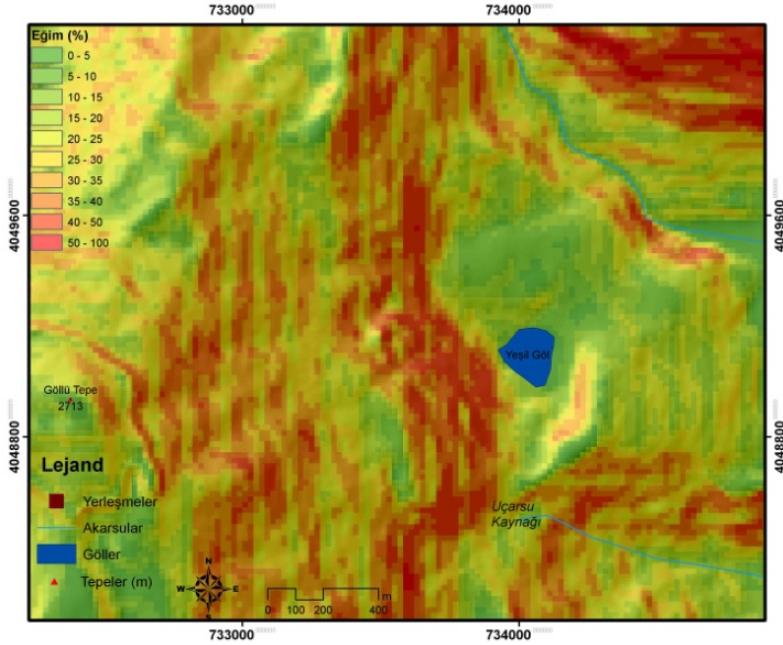 733000
734000
Eğim (%)
0 - 5
5 - 10
10 - 15
15 - 20
20 - 25
25 - 30
30 - 35
35 - 40
40 - 50
50 - 100
4049600
4049600
Yeşil Göl
Göllü Tepe
2713
4048800
4048800
Lejand
Yerleşmeler
Akarsular
Göller
Tepeler (m)
Uçarsu
Kaynağı
N
W
E
S
m
0 100 200 400
733000
734000